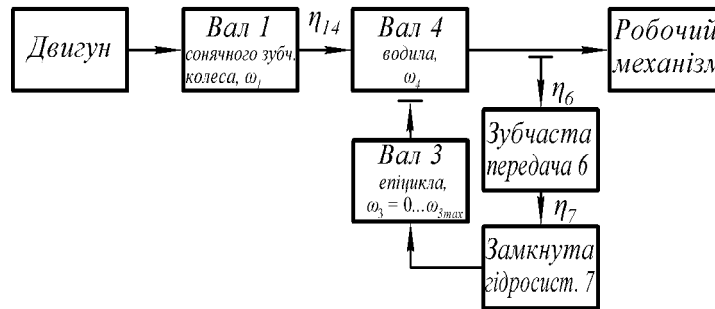 Двигун
Вал 1
сонячного зубч.
колеса, ω₁
η₁₄
Вал 4
водила,
ω₄
Робочий
механізм
η₆
Зубчаста
передача 6
Вал 3
епіцикла,
ω₃ = 0...ω₃max
η₇
Замкнута
гідросист. 7